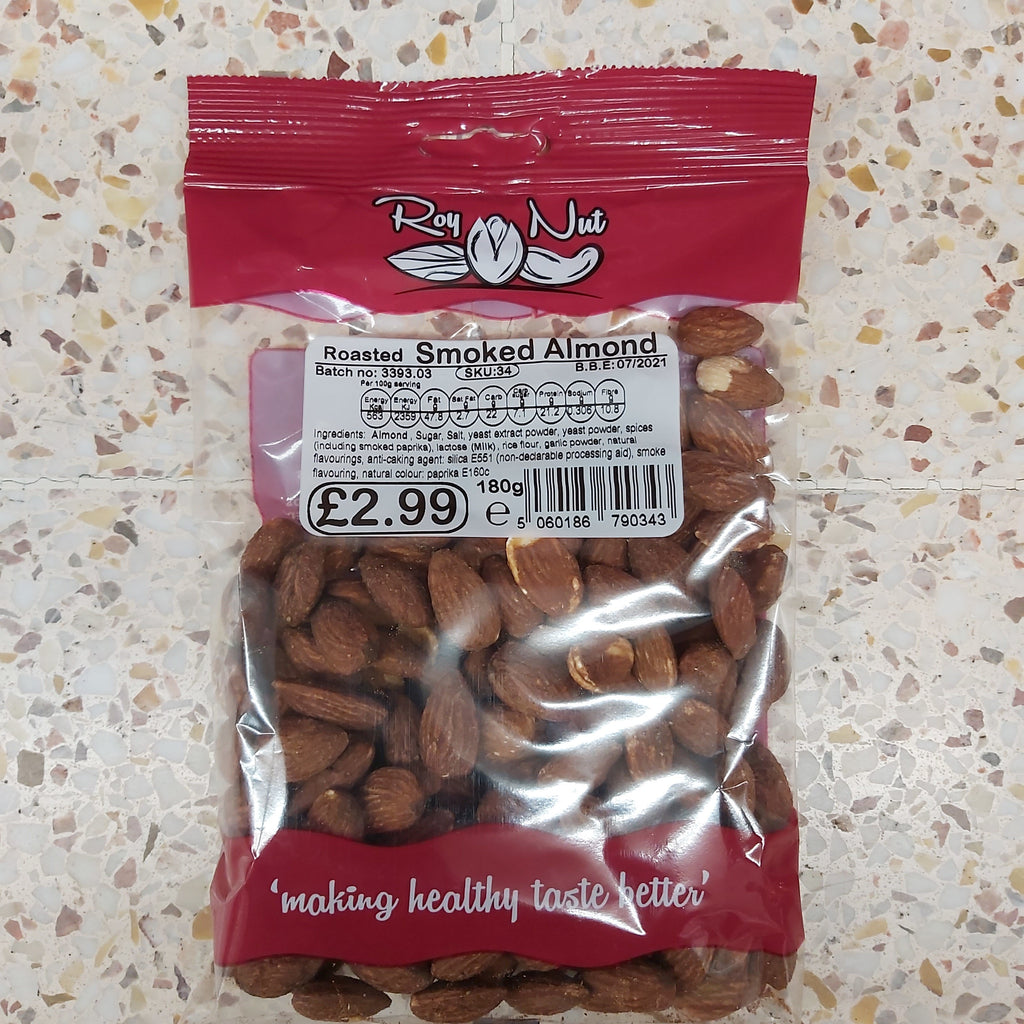 Roy Nut
Roasted Smoked Almond
Batch no: 3393.03 SKU:34 B.B.E:07/2021
Per 100g serving
Energy Energy Fat Sat Fat Carb Carb Protein Sodium Fibre
Kcal KJ g g g sugar g g g
563 2359 47.8 2.7 22 7.1 21.2 0.306 10.8
Ingredients: Almond, Sugar, Salt, yeast extract powder, yeast powder, spices
(including smoked paprika), lactose (Milk), rice flour, garlic powder, natural
flavourings, anti-caking agent: silica E551 (non-declarable processing aid), smoke
flavouring, natural colour: paprika E160c
£2.99 180g e
5 060186 790343
'making healthy taste better'